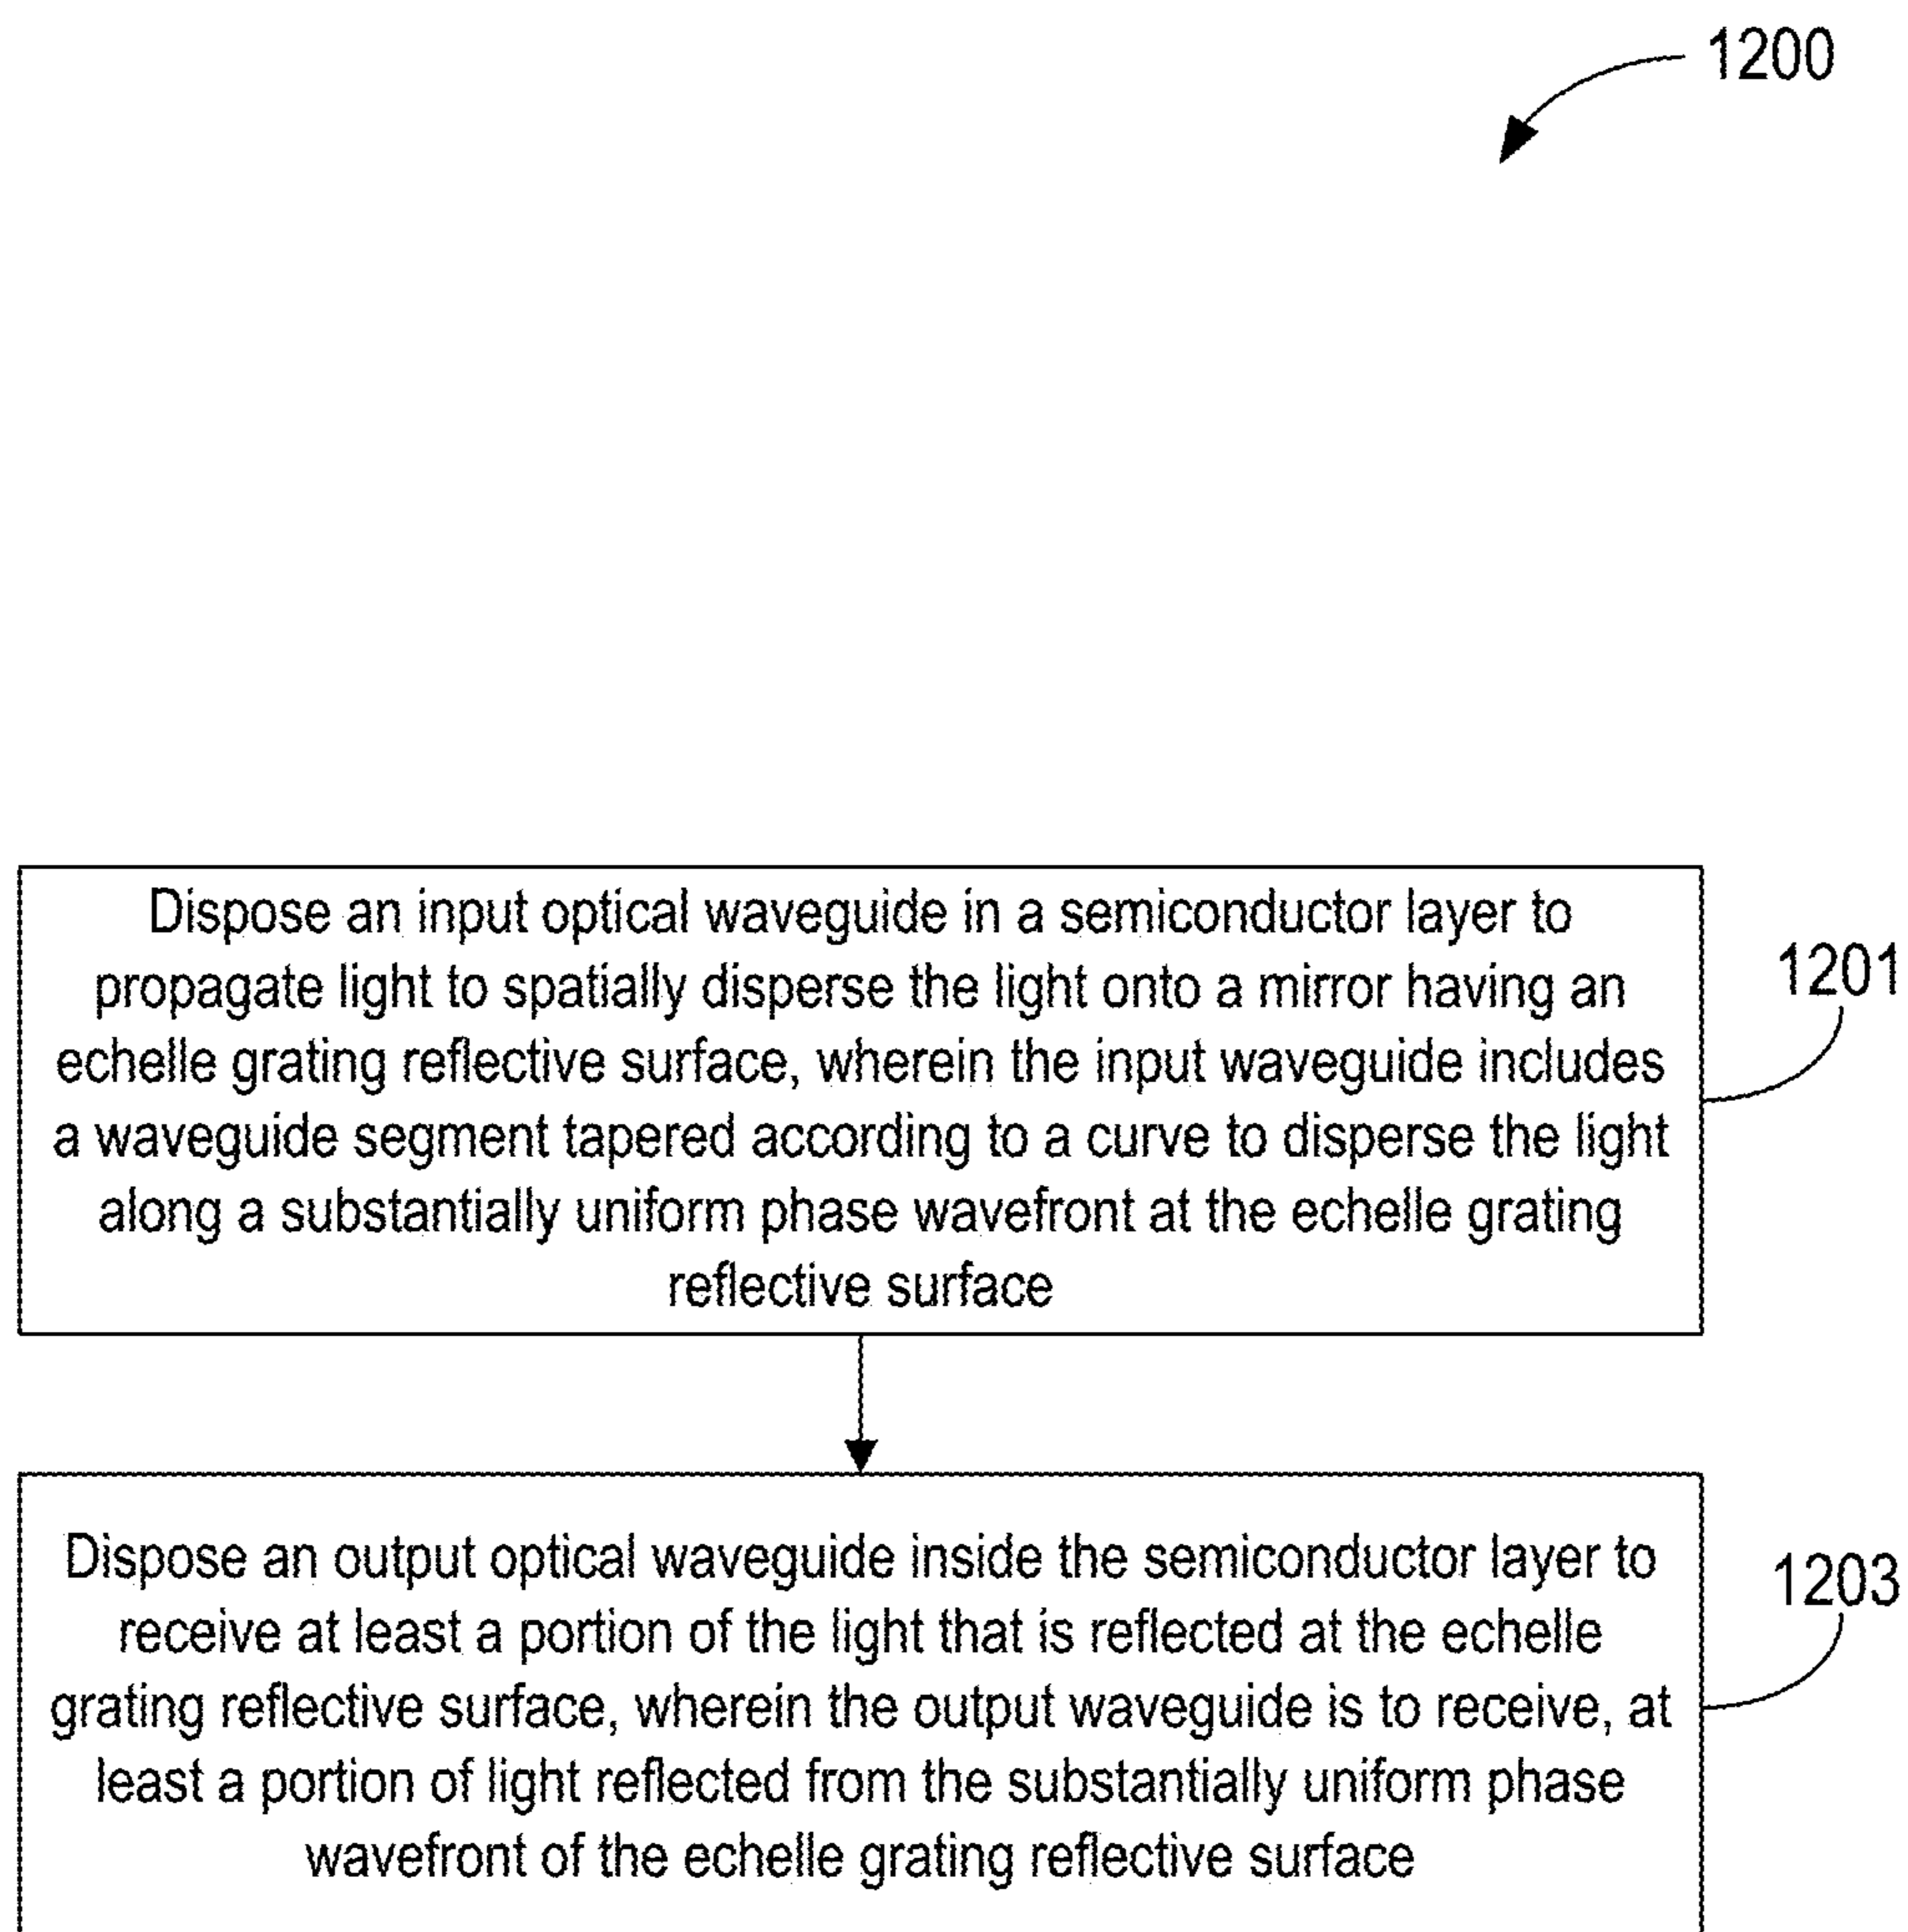 1200
Dispose an input optical waveguide in a semiconductor layer to
propagate light to spatially disperse the light onto a mirror having an
echelle grating reflective surface, wherein the input waveguide includes
a waveguide segment tapered according to a curve to disperse the light
along a substantially uniform phase wavefront at the echelle grating
reflective surface
1201
Dispose an output optical waveguide inside the semiconductor layer to
receive at least a portion of the light that is reflected at the echelle
grating reflective surface, wherein the output waveguide is to receive, at
least a portion of light reflected from the substantially uniform phase
wavefront of the echelle grating reflective surface
1203